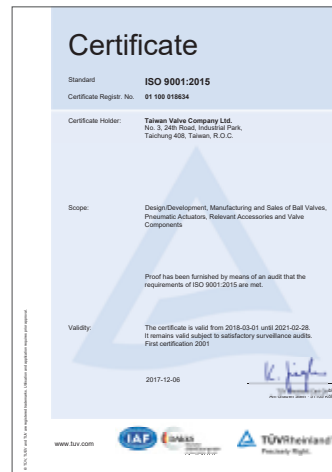 Certificate
Standard ISO 9001:2015
Certificate Registr. No. 01 100 018634
Certificate Holder: Taiwan Valve Company Ltd.
No. 3, 24th Road, Industrial Park,
Taichung 408, Taiwan, R.O.C.
Scope: Design/Development, Manufacturing and Sales of Ball Valves,
Pneumatic Actuators, Relevant Accessories and Valve
Components
Proof has been furnished by means of an audit that the
requirements of ISO 9001:2015 are met.
Validity: The certificate is valid from 2018-03-01 until 2021-02-28.
It remains valid subject to satisfactory surveillance audits.
First certification 2001
2017-12-06
www.tuv.com
IAF
DAkkS
TÜVRheinland
Precisely Right.